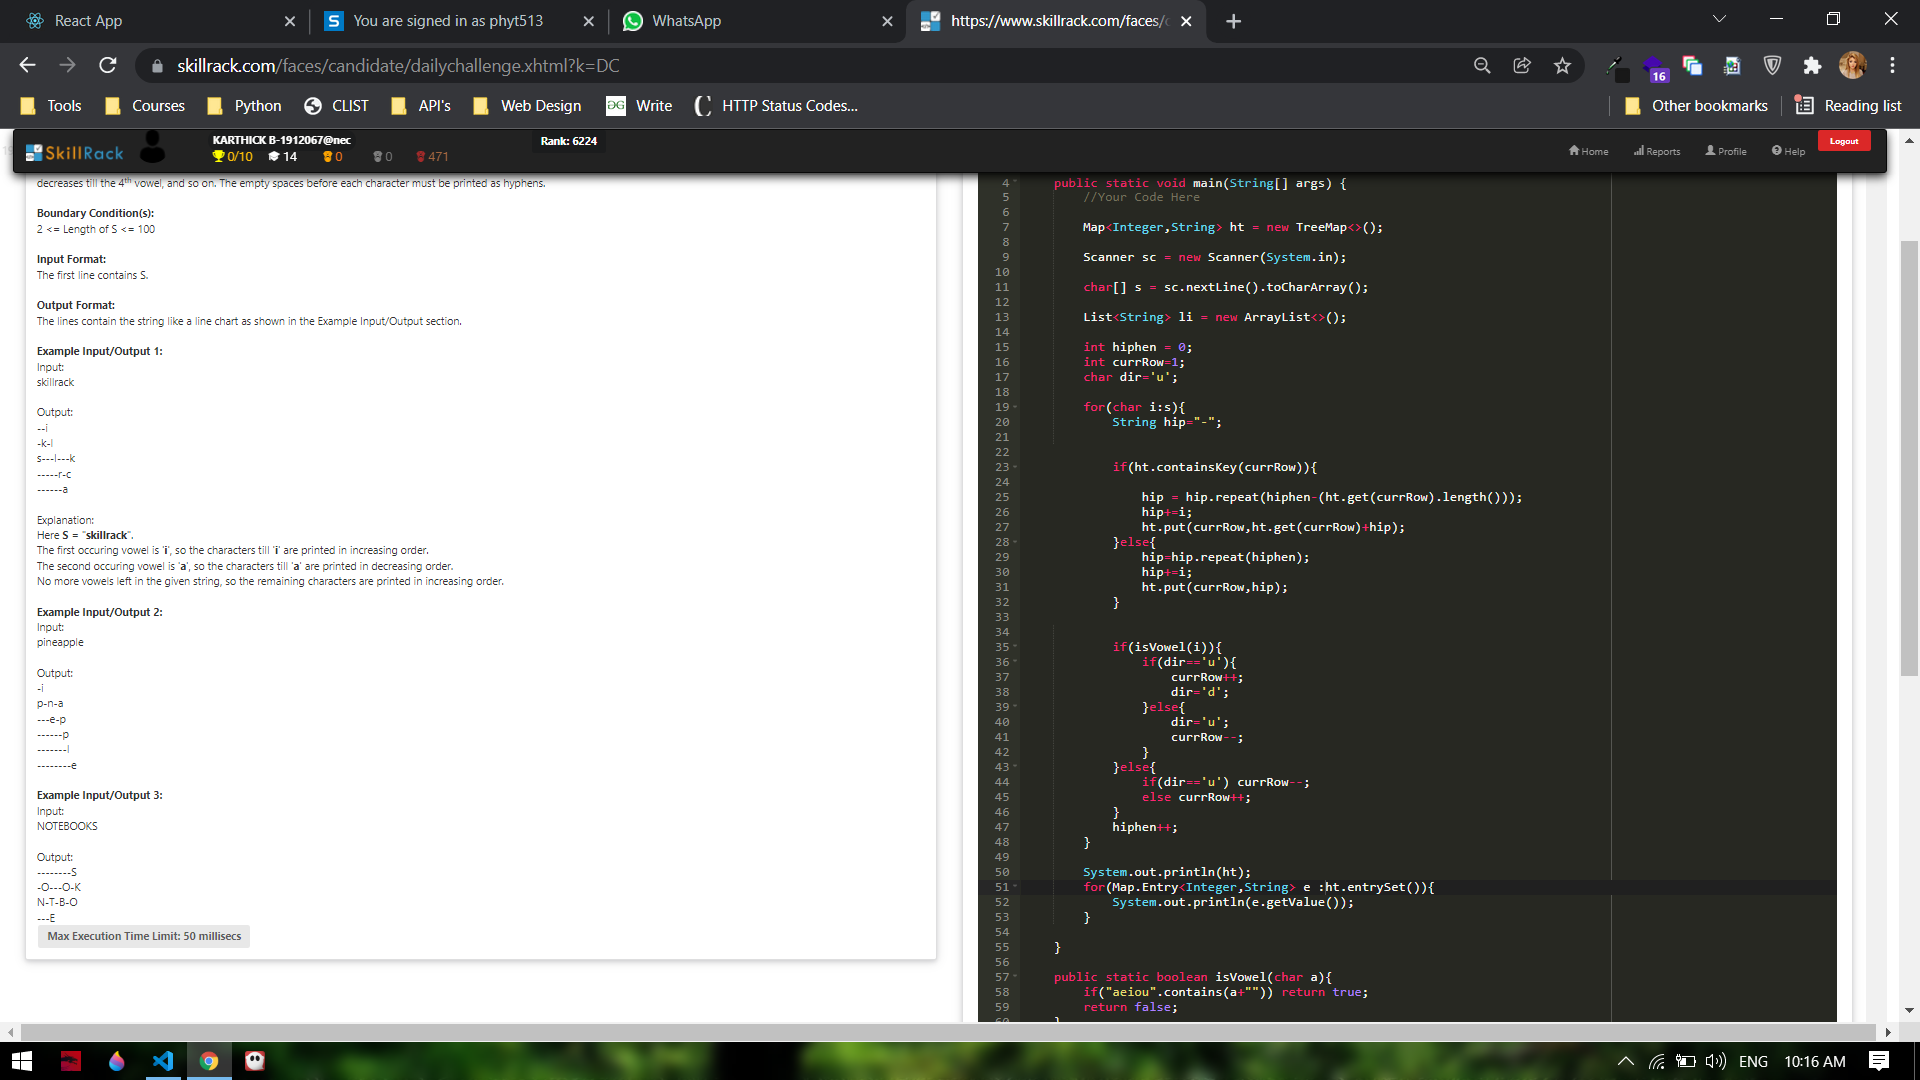 React App
You are signed in as phyt513
WhatsApp
https://www.skillrack.com/faces/c
skillrack.com/faces/candidate/dailychallenge.xhtml?k=DC
16
Tools
Courses
Python
CLIST
API's
Web Design
Write
HTTP Status Codes...
Other bookmarks
Reading list
SkillRack
KARTHICK B-1912067@nec
0/10 14 0 0 471
Rank: 6224
Home
Reports
Profile
Help
Logout
decreases till the 4th vowel, and so on. The empty spaces before each character must be printed as hyphens.
Boundary Condition(s):
2 <= Length of S <= 100
Input Format:
The first line contains S.
Output Format:
The lines contain the string like a line chart as shown in the Example Input/Output section.
Example Input/Output 1:
Input:
skillrack
Output:
--i
-k-l
s---l---k
-----r-c
------a
Explanation:
Here S = "skillrack".
The first occuring vowel is 'i', so the characters till 'i' are printed in increasing order.
The second occuring vowel is 'a', so the characters till 'a' are printed in decreasing order.
No more vowels left in the given string, so the remaining characters are printed in increasing order.
Example Input/Output 2:
Input:
pineapple
Output:
-i
p-n-a
---e-p
------p
-------l
--------e
Example Input/Output 3:
Input:
NOTEBOOKS
Output:
--------S
-O---O-K
N-T-B-O
---E
Max Execution Time Limit: 50 millisecs
4 public static void main(String[] args) {
5 //Your Code Here
6
7 Map<Integer,String> ht = new TreeMap<>();
8
9 Scanner sc = new Scanner(System.in);
10
11 char[] s = sc.nextLine().toCharArray();
12
13 List<String> li = new ArrayList<>();
14
15 int hiphen = 0;
16 int currRow=1;
17 char dir='u';
18
19 for(char i:s){
20 String hip="-";
21
22
23 if(ht.containsKey(currRow)){
24
25 hip = hip.repeat(hiphen-(ht.get(currRow).length()));
26 hip+=i;
27 ht.put(currRow,ht.get(currRow)+hip);
28 }else{
29 hip=hip.repeat(hiphen);
30 hip+=i;
31 ht.put(currRow,hip);
32 }
33
34
35 if(isVowel(i)){
36 if(dir=='u'){
37 currRow++;
38 dir='d';
39 }else{
40 dir='u';
41 currRow--;
42 }
43 }else{
44 if(dir=='u') currRow--;
45 else currRow++;
46 }
47 hiphen++;
48 }
49
50 System.out.println(ht);
51 for(Map.Entry<Integer,String> e :ht.entrySet()){
52 System.out.println(e.getValue());
53 }
54
55 }
56
57 public static boolean isVowel(char a){
58 if("aeiou".contains(a+"")) return true;
59 return false;
60 }
ENG
10:16 AM